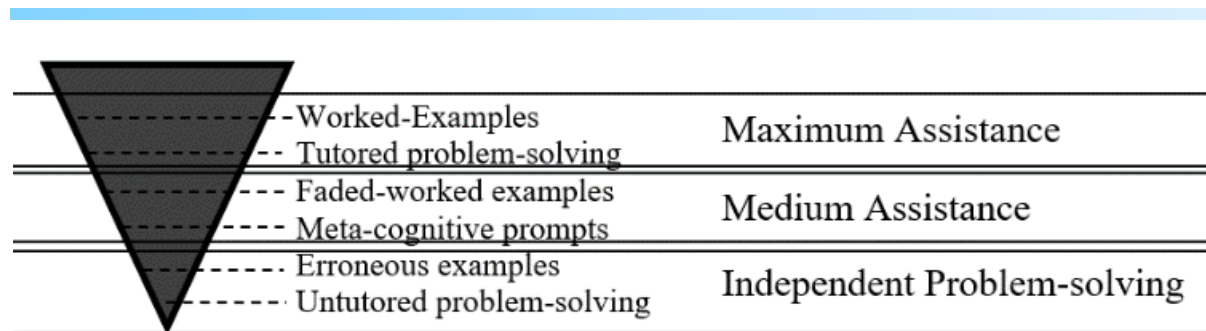 Worked-Examples
Tutored problem-solving
Maximum Assistance
Faded-worked examples
Meta-cognitive prompts
Medium Assistance
Erroneous examples
Untutored problem-solving
Independent Problem-solving